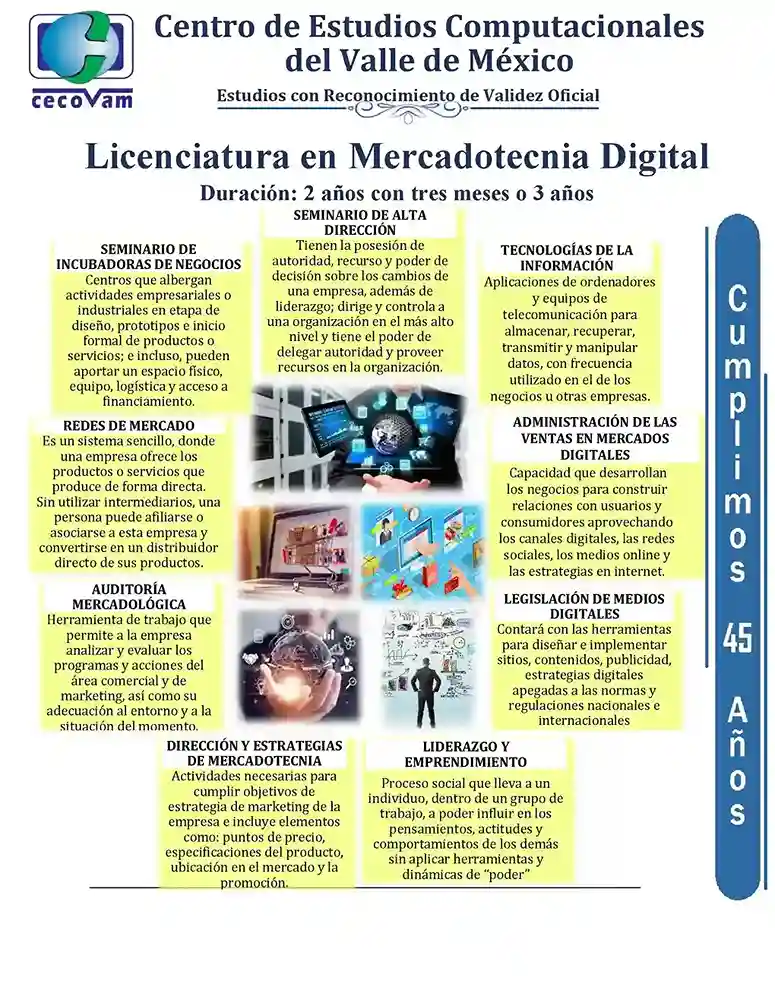 cecovam
Centro de Estudios Computacionales
del Valle de México
Estudios con Reconocimiento de Validez Oficial
Licenciatura en Mercadotecnia Digital
Duración: 2 años con tres meses o 3 años
SEMINARIO DE ALTA
DIRECCIÓN
Tienen la posesión de
autoridad, recurso y poder de
decisión sobre los cambios de
una empresa, además de
liderazgo; dirige y controla a
una organización en el más alto
nivel y tiene el poder de
delegar autoridad y proveer
recursos en la organización.
SEMINARIO DE
INCUBADORAS DE NEGOCIOS
Centros que albergan
actividades empresariales o
industriales en etapa de
diseño, prototipos e inicio
formal de productos o
servicios; e incluso, pueden
aportar un espacio físico,
equipo, logística y acceso a
financiamiento.
TECNOLOGÍAS DE LA
INFORMACIÓN
Aplicaciones de ordenadores
y equipos de
telecomunicación para
almacenar, recuperar,
transmitir y manipular
datos, con frecuencia
utilizado en el de los
negocios u otras empresas.
REDES DE MERCADO
Es un sistema sencillo, donde
una empresa ofrece los
productos o servicios que
produce de forma directa.
Sin utilizar intermediarios, una
persona puede afiliarse o
asociarse a esta empresa y
convertirse en un distribuidor
directo de sus productos.
ADMINISTRACIÓN DE LAS
VENTAS EN MERCADOS
DIGITALES
Capacidad que desarrollan
los negocios para construir
relaciones con usuarios y
consumidores aprovechando
los canales digitales, las redes
sociales, los medios online y
las estrategias en internet.
AUDITORÍA
MERCADOLÓGICA
Herramienta de trabajo que
permite a la empresa
analizar y evaluar los
programas y acciones del
área comercial y de
marketing, así como su
adecuación al entorno y a la
situación del momento.
LEGISLACIÓN DE MEDIOS
DIGITALES
Contará con las herramientas
para diseñar e implementar
sitios, contenidos, publicidad,
estrategias digitales
apegadas a las normas y
regulaciones nacionales e
internacionales
DIRECCIÓN Y ESTRATEGIAS
DE MERCADOTECNIA
Actividades necesarias para
cumplir objetivos de
estrategia de marketing de la
empresa e incluye elementos
como: puntos de precio,
especificaciones del producto,
ubicación en el mercado y la
promoción.
LIDERAZGO Y
EMPRENDIMIENTO
Proceso social que lleva a un
individuo, dentro de un grupo de
trabajo, a poder influir en los
pensamientos, actitudes y
comportamientos de los demás
sin aplicar herramientas y
dinámicas de “poder”
Cumplimos 45 Años